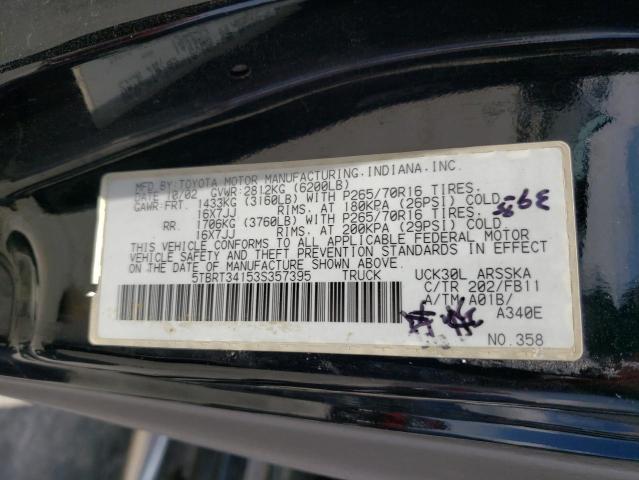 MFD.BY:TOYOTA MOTOR MANUFACTURING,INDIANA,INC.
DATE 10/02 GVWR:2812KG (6200LB)
GAWR:FRT. 1433KG (3160LB) WITH P265/70R16 TIRES.
16X7JJ RIMS. AT 180KPA (26PSI) COLD.
RR. 1706KG (3760LB) WITH P265/70R16 TIRES.
16X7JJ RIMS. AT 200KPA (29PSI) COLD.
THIS VEHICLE CONFORMS TO ALL APPLICABLE FEDERAL MOTOR
VEHICLE SAFETY AND THEFT PREVENTION STANDARDS IN EFFECT
ON THE DATE OF MANUFACTURE SHOWN ABOVE.
5TBRT34153S357395 TRUCK UCK30L ARSSKA
C/TR 202/FB11
A/TM A01B/
A340E
NO.358